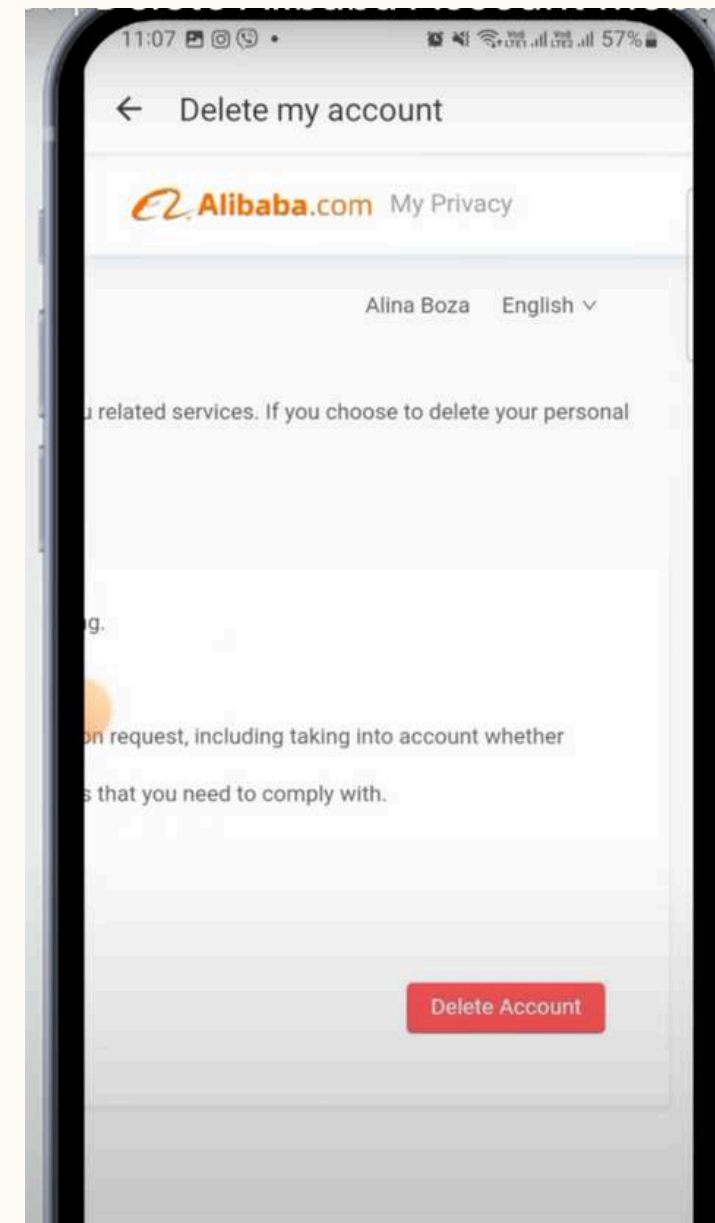 11:07 57%
Delete my account
Alibaba.com My Privacy
Alina Boza English
related services. If you choose to delete your personal
request, including taking into account whether
that you need to comply with.
Delete Account